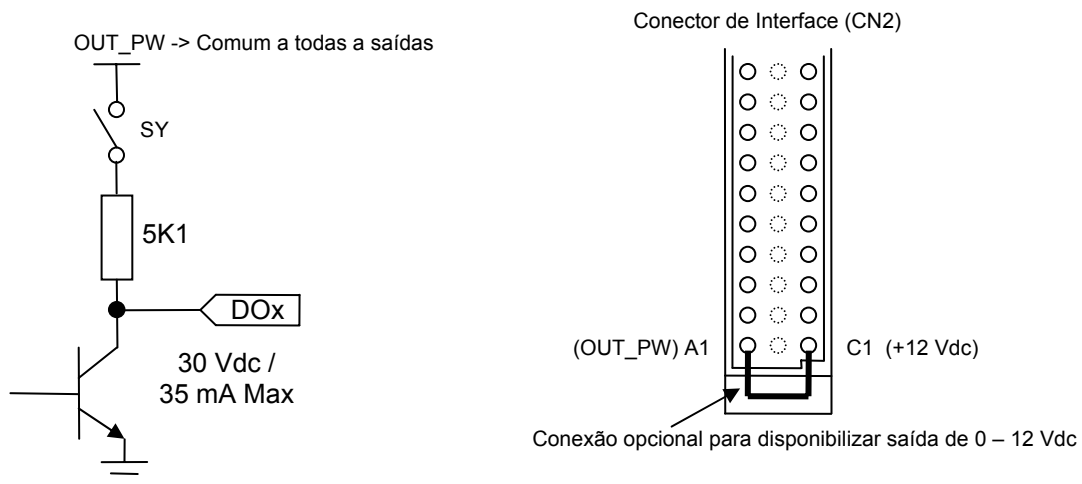 OUT_PW -> Comum a todas a saídas
SY
5K1
DOx
30 Vdc /
35 mA Max
Conector de Interface (CN2)
(OUT_PW) A1
C1 (+12 Vdc)
Conexão opcional para disponibilizar saída de 0 – 12 Vdc